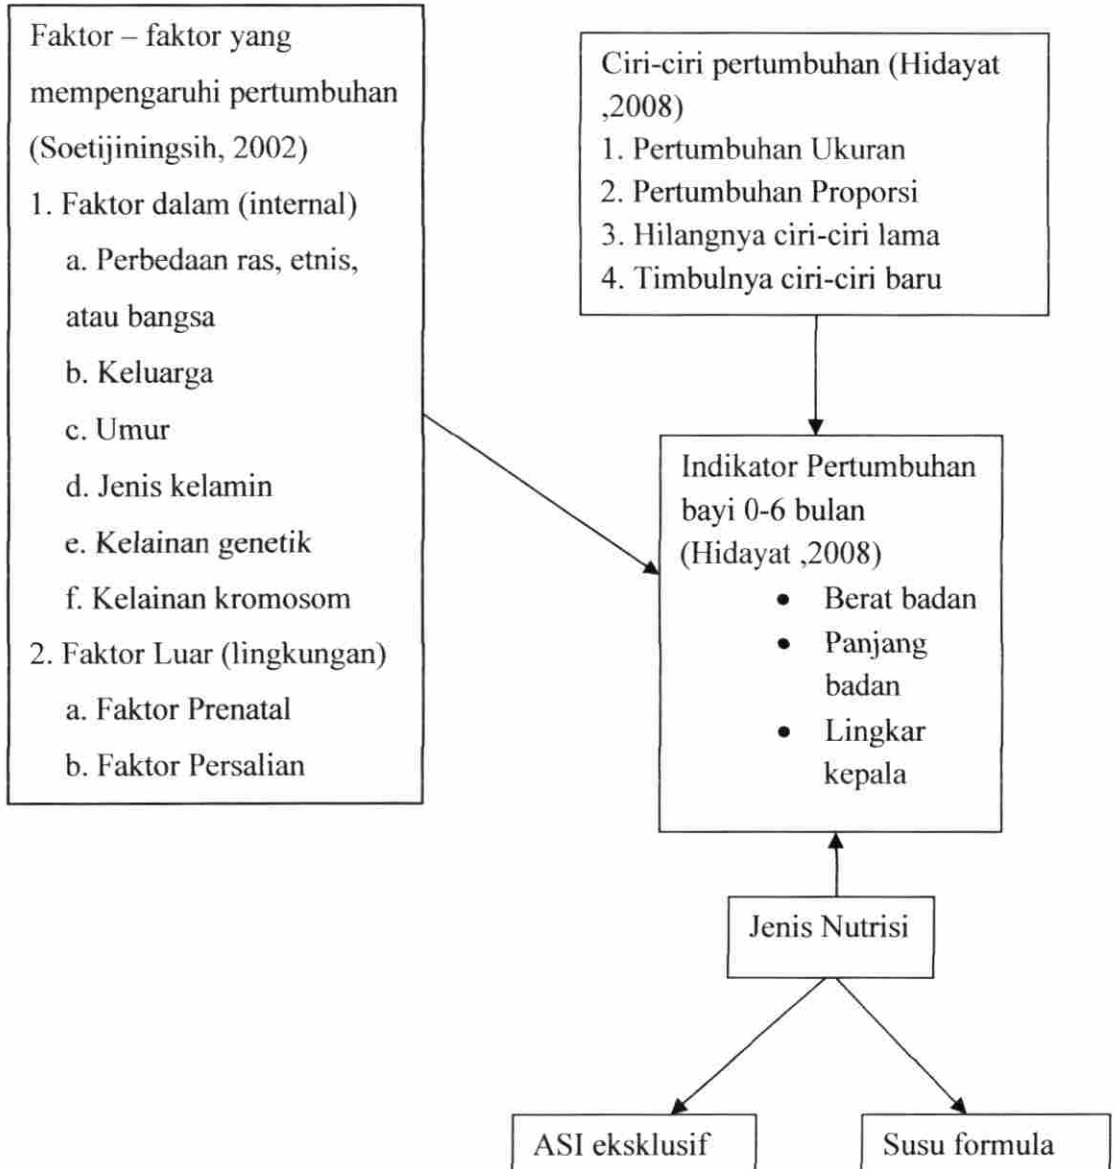 Faktor – faktor yang
mempengaruhi pertumbuhan
(Soetijiningsih, 2002)
1. Faktor dalam (internal)
a. Perbedaan ras, etnis,
atau bangsa
b. Keluarga
c. Umur
d. Jenis kelamin
e. Kelainan genetik
f. Kelainan kromosom
2. Faktor Luar (lingkungan)
a. Faktor Prenatal
b. Faktor Persalian
Ciri-ciri pertumbuhan (Hidayat
,2008)
1. Pertumbuhan Ukuran
2. Pertumbuhan Proporsi
3. Hilangnya ciri-ciri lama
4. Timbulnya ciri-ciri baru
Indikator Pertumbuhan
bayi 0-6 bulan
(Hidayat ,2008)
• Berat badan
• Panjang
badan
• Lingkar
kepala
Jenis Nutrisi
ASI eksklusif
Susu formula